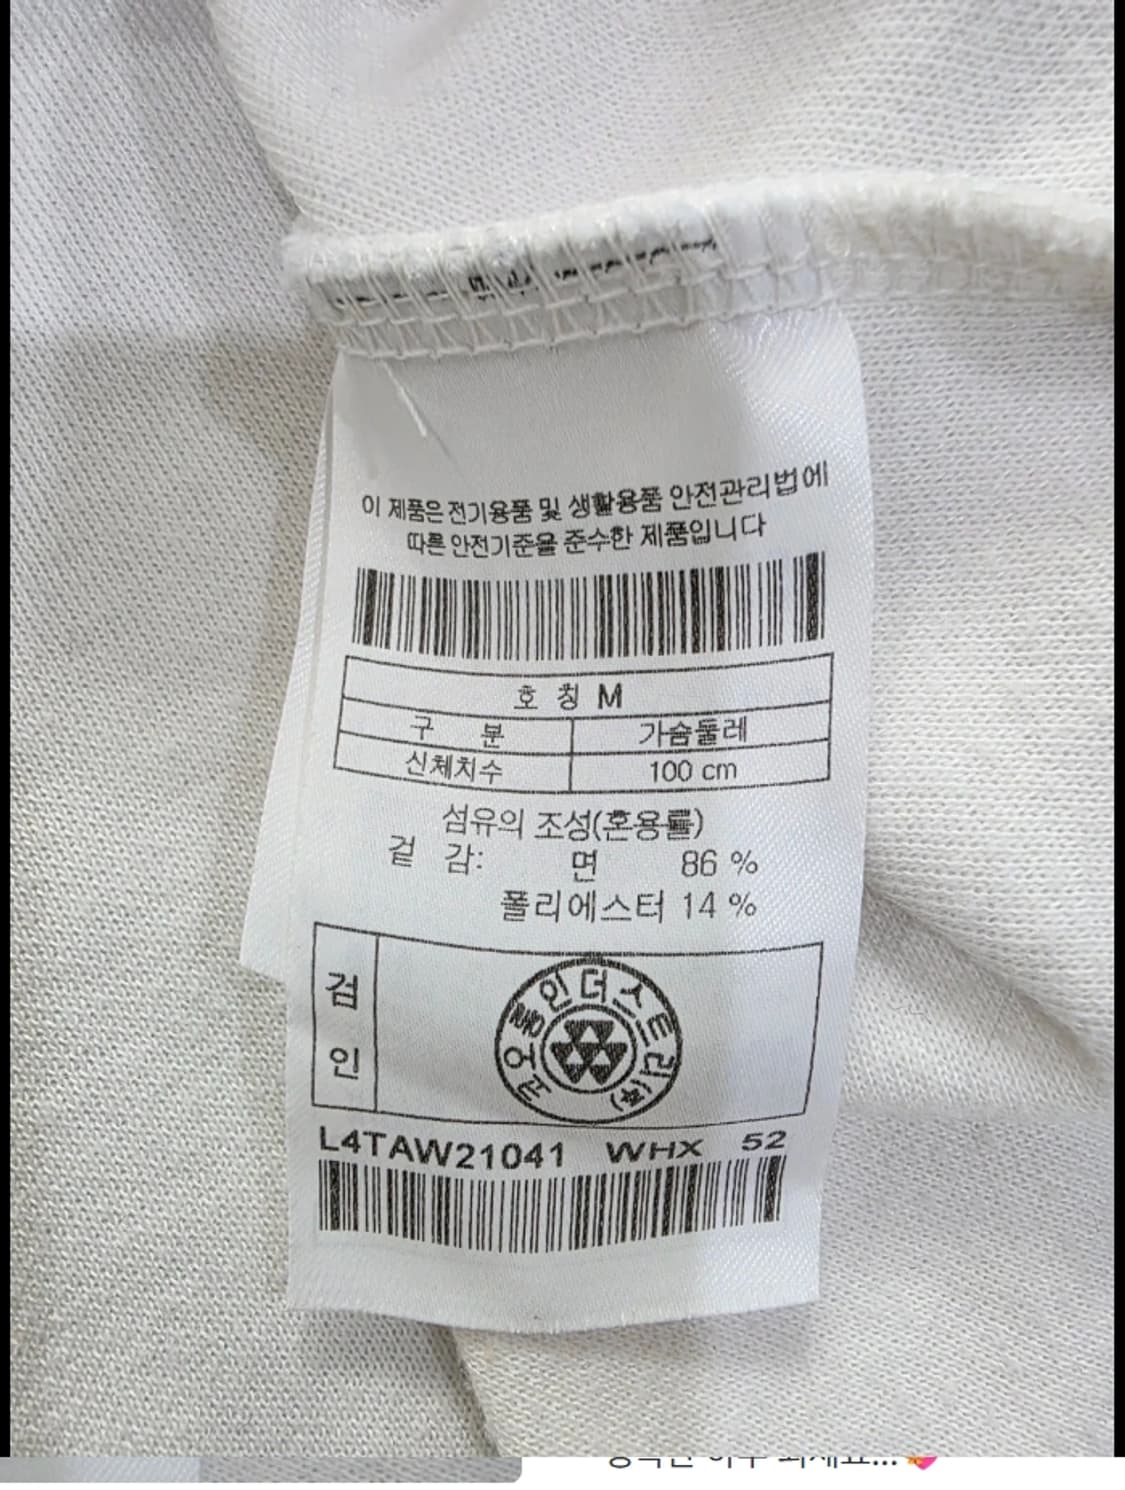 이 제품은 전기용품 및 생활용품 안전관리법에
따른 안전기준을 준수한 제품입니다
호 칭 M
구 분 가슴둘레
신체치수 100 cm
섬유의 조성(혼용률)
겉 감: 면 86 %
폴리에스터 14 %
검인
코오롱인더스트리(주)
L4TAW21041 WHX 52